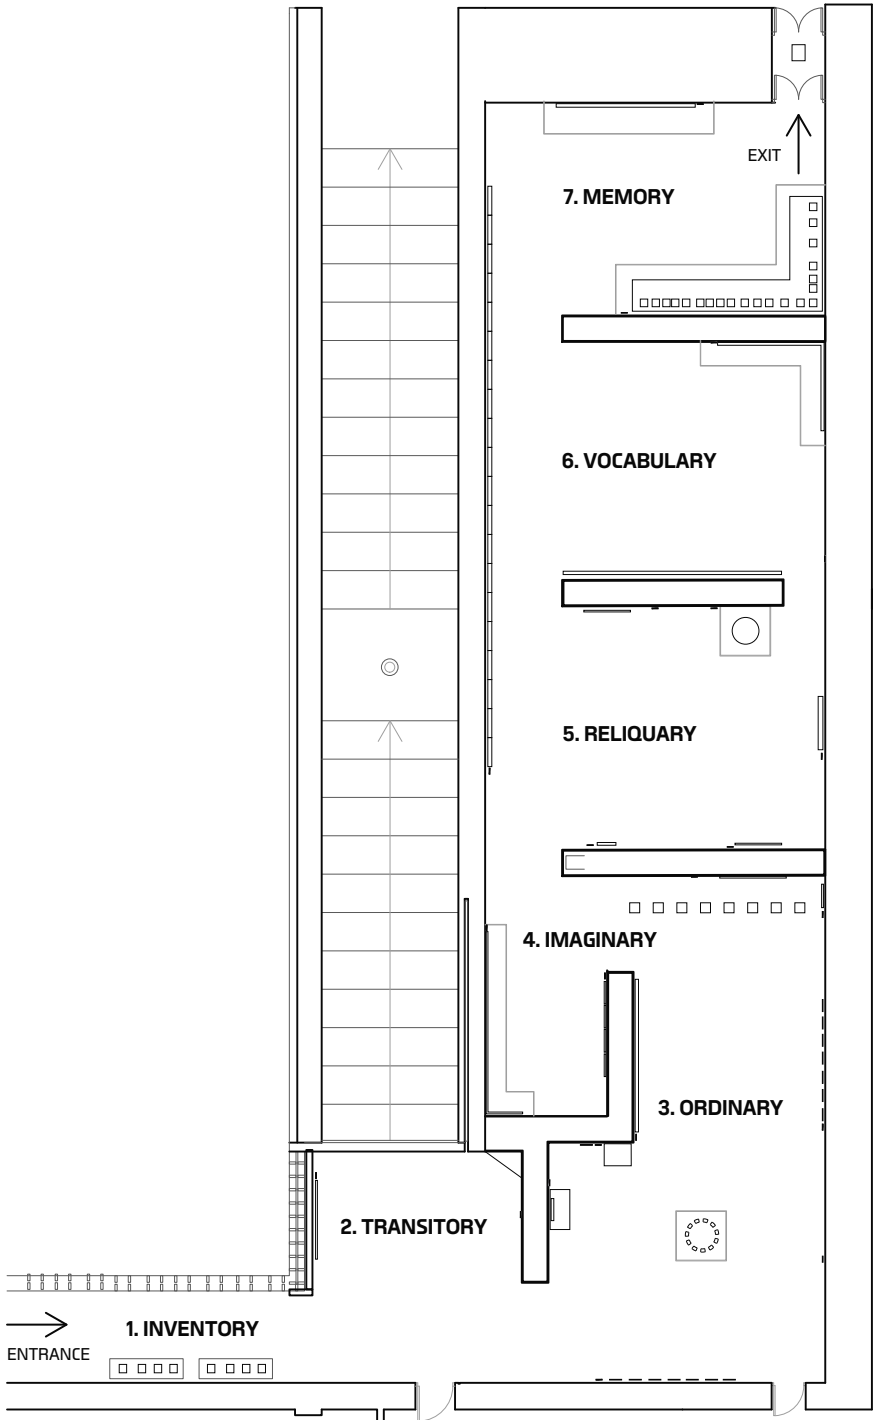 EXIT
7. MEMORY
6. VOCABULARY
5. RELIQUARY
4. IMAGINARY
3. ORDINARY
2. TRANSITORY
1. INVENTORY
ENTRANCE